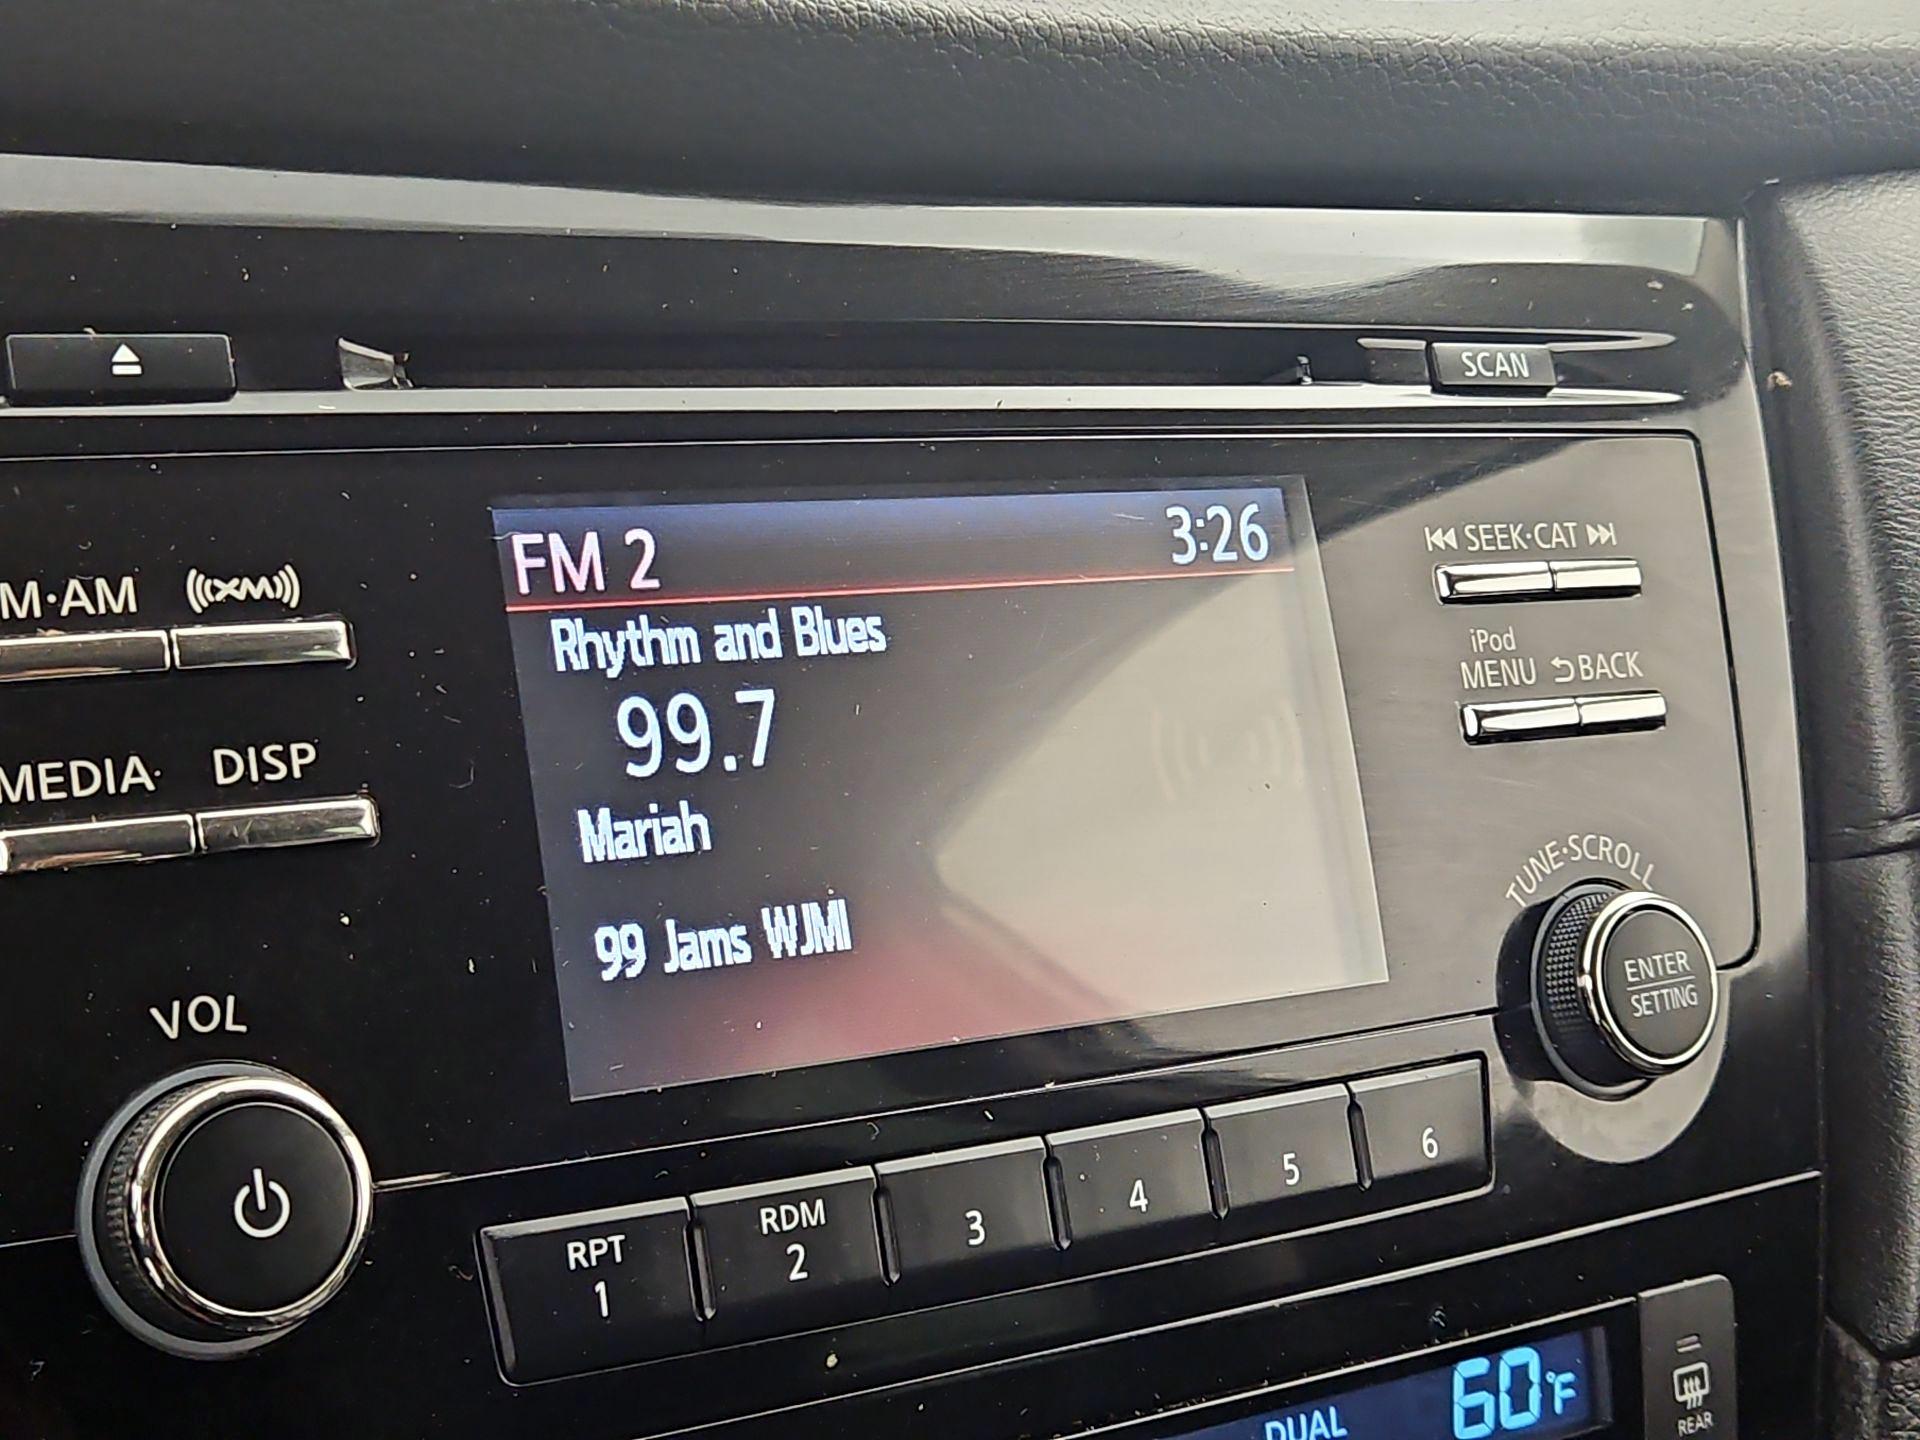 SCAN
FM 2 3:26
Rhythm and Blues
99.7
Mariah
99 Jams WJMI
M·AM ((XM))
MEDIA· DISP
VOL
SEEK·CAT
iPod
MENU BACK
TUNE·SCROLL
ENTER
SETTING
RPT
1
RDM
2
3
4
5
6
DUAL 60°F
REAR